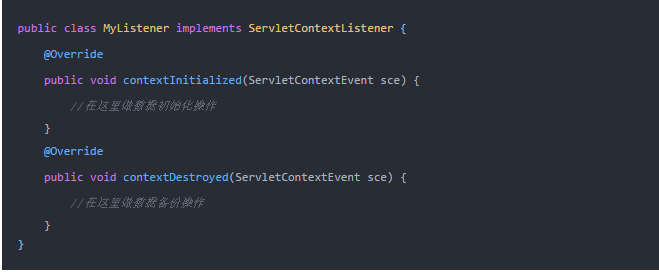 public class MyListener implements ServletContextListener {
@Override
public void contextInitialized(ServletContextEvent sce) {
//在这里做数据初始化操作
}
@Override
public void contextDestroyed(ServletContextEvent sce) {
//在这里做数据备份操作
}
}